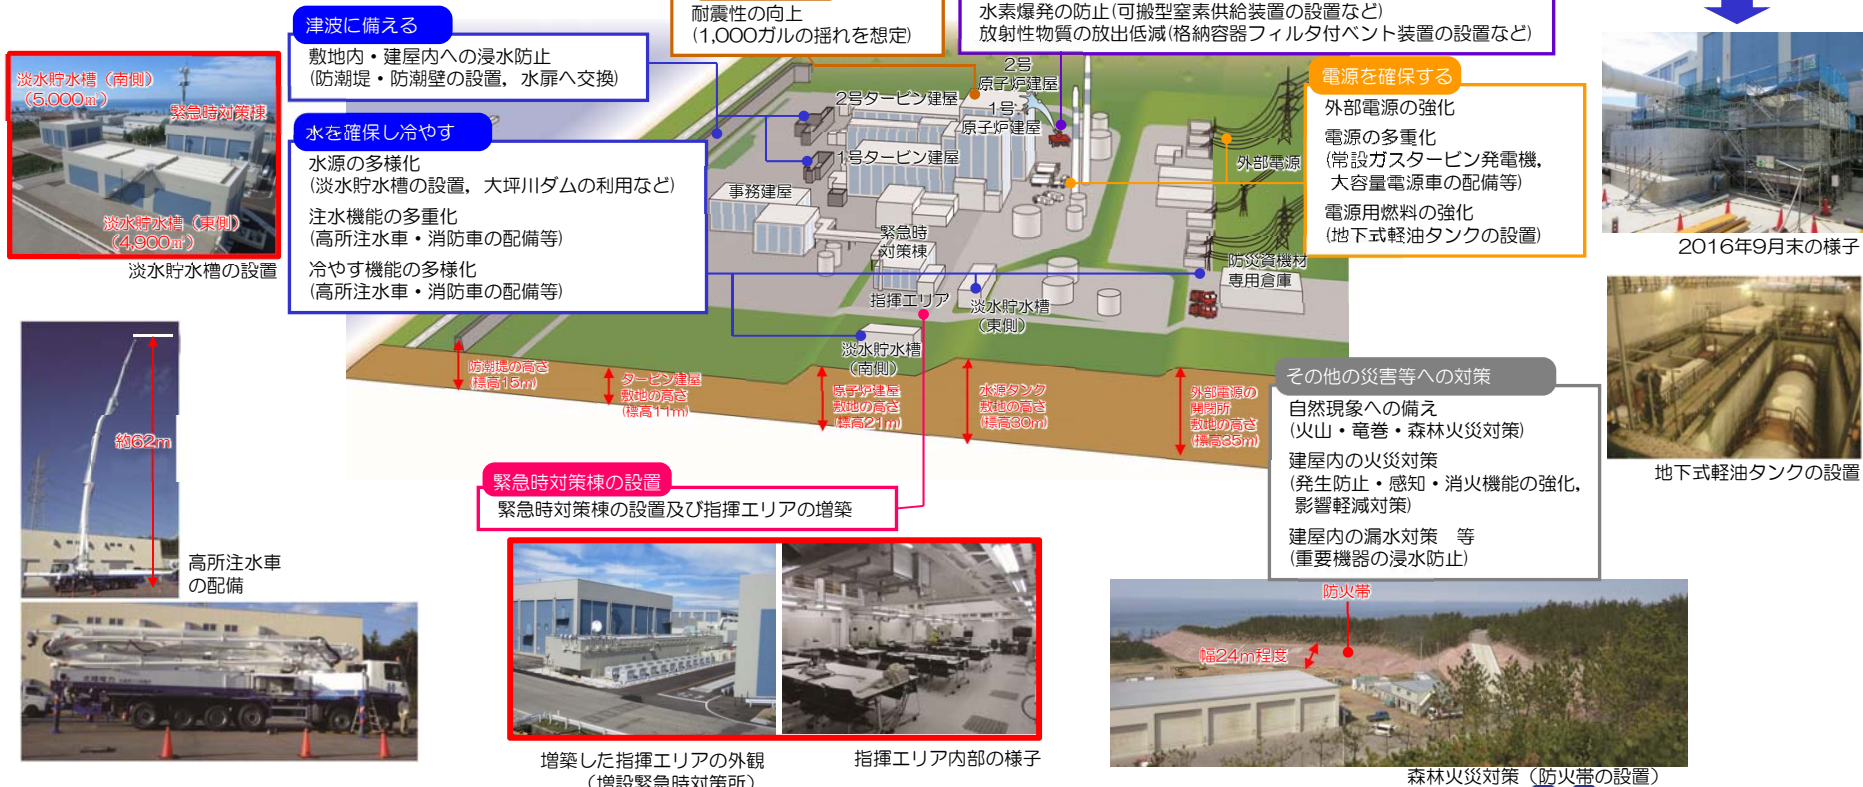 耐震性の向上
(1,000ガルの揺れを想定)
水素爆発の防止(可搬型窒素供給装置の設置など)
放射性物質の放出低減(格納容器フィルタ付ベント装置の設置など)
津波に備える
敷地内・建屋内への浸水防止
(防潮堤・防潮壁の設置，水扉へ交換)
水を確保し冷やす
水源の多様化
(淡水貯水槽の設置，大坪川ダムの利用など)
注水機能の多重化
(高所注水車・消防車の配備等)
冷やす機能の多様化
(高所注水車・消防車の配備等)
淡水貯水槽（南側）
（5,000㎥）
緊急時対策棟
淡水貯水槽（東側）
（4,900㎥）
淡水貯水槽の設置
2号
原子炉建屋
2号タービン建屋
1号
原子炉建屋
1号タービン建屋
事務建屋
緊急時
対策棟
指揮エリア
淡水貯水槽
（東側）
淡水貯水槽
（南側）
外部電源
防災資機材
専用倉庫
電源を確保する
外部電源の強化
電源の多重化
(常設ガスタービン発電機，
大容量電源車の配備等)
電源用燃料の強化
(地下式軽油タンクの設置)
2016年9月末の様子
地下式軽油タンクの設置
防潮堤の高さ
(標高15m)
タービン建屋
敷地の高さ
(標高11m)
原子炉建屋
敷地の高さ
(標高21m)
水源タンク
敷地の高さ
(標高30m)
外部電源の
開閉所
敷地の高さ
(標高35m)
その他の災害等への対策
自然現象への備え
(火山・竜巻・森林火災対策)
建屋内の火災対策
(発生防止・感知・消火機能の強化，
影響軽減対策)
建屋内の漏水対策　等
(重要機器の浸水防止)
約62m
高所注水車
の配備
緊急時対策棟の設置
緊急時対策棟の設置及び指揮エリアの増築
増築した指揮エリアの外観
（増設緊急時対策所）
指揮エリア内部の様子
防火帯
幅24m程度
森林火災対策（防火帯の設置）